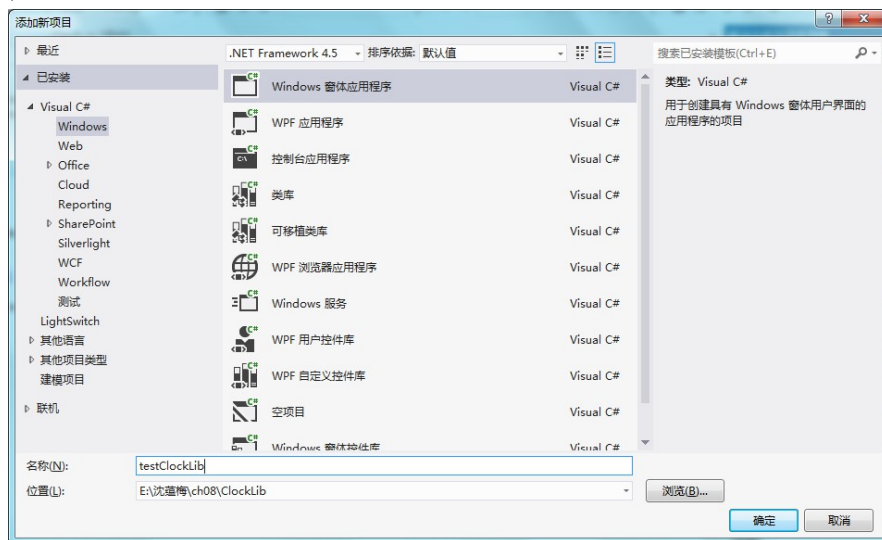 添加新项目
最近
.NET Framework 4.5
排序依据: 默认值
搜索已安装模板(Ctrl+E)
已安装
Visual C#
Windows
Web
Office
Cloud
Reporting
SharePoint
Silverlight
WCF
Workflow
测试
LightSwitch
其他语言
其他项目类型
建模项目
联机
Windows 窗体应用程序 Visual C#
WPF 应用程序 Visual C#
控制台应用程序 Visual C#
类库 Visual C#
可移植类库 Visual C#
WPF 浏览器应用程序 Visual C#
Windows 服务 Visual C#
WPF 用户控件库 Visual C#
WPF 自定义控件库 Visual C#
空项目 Visual C#
Windows 窗体控件库 Visual C#
类型: Visual C#
用于创建具有 Windows 窗体用户界面的
应用程序的项目
名称(N): testClockLib
位置(L): E:\沈蕴梅\ch08\ClockLib
浏览(B)...
确定 取消